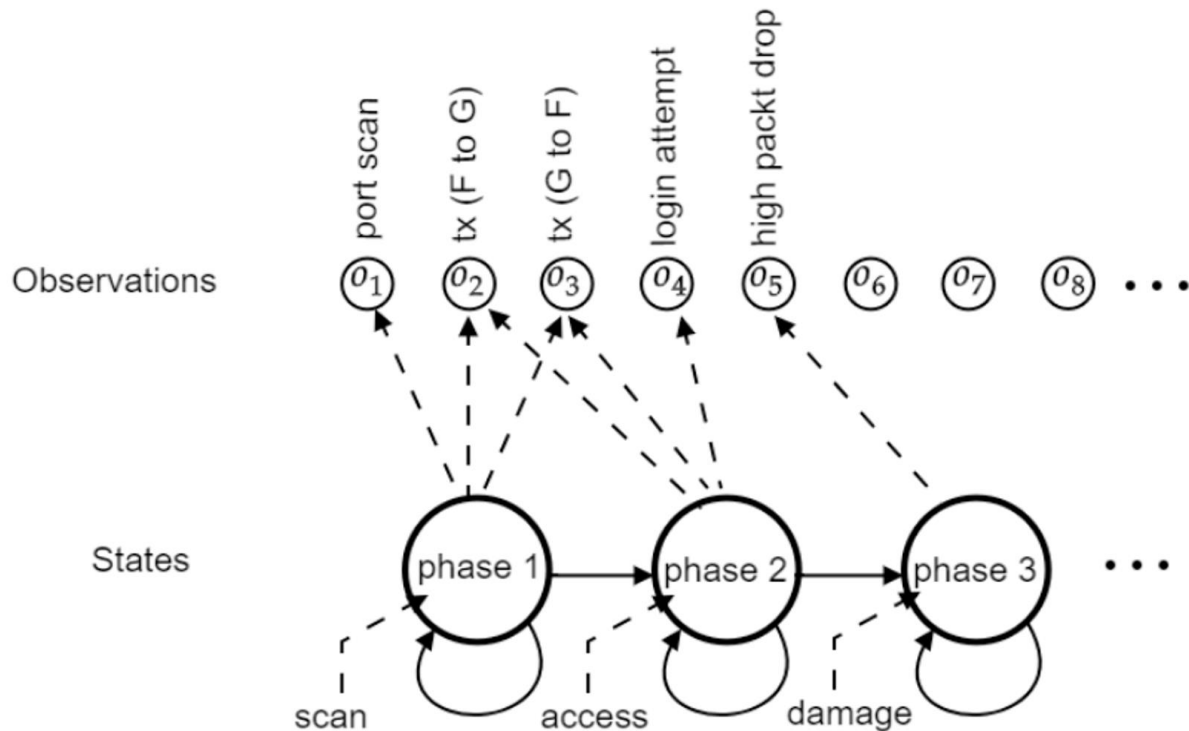 port scan
tx (F to G)
tx (G to F)
login attempt
high packt drop
Observations
o1
o2
o3
o4
o5
o6
o7
o8
...
States
phase 1
phase 2
phase 3
...
scan
access
damage